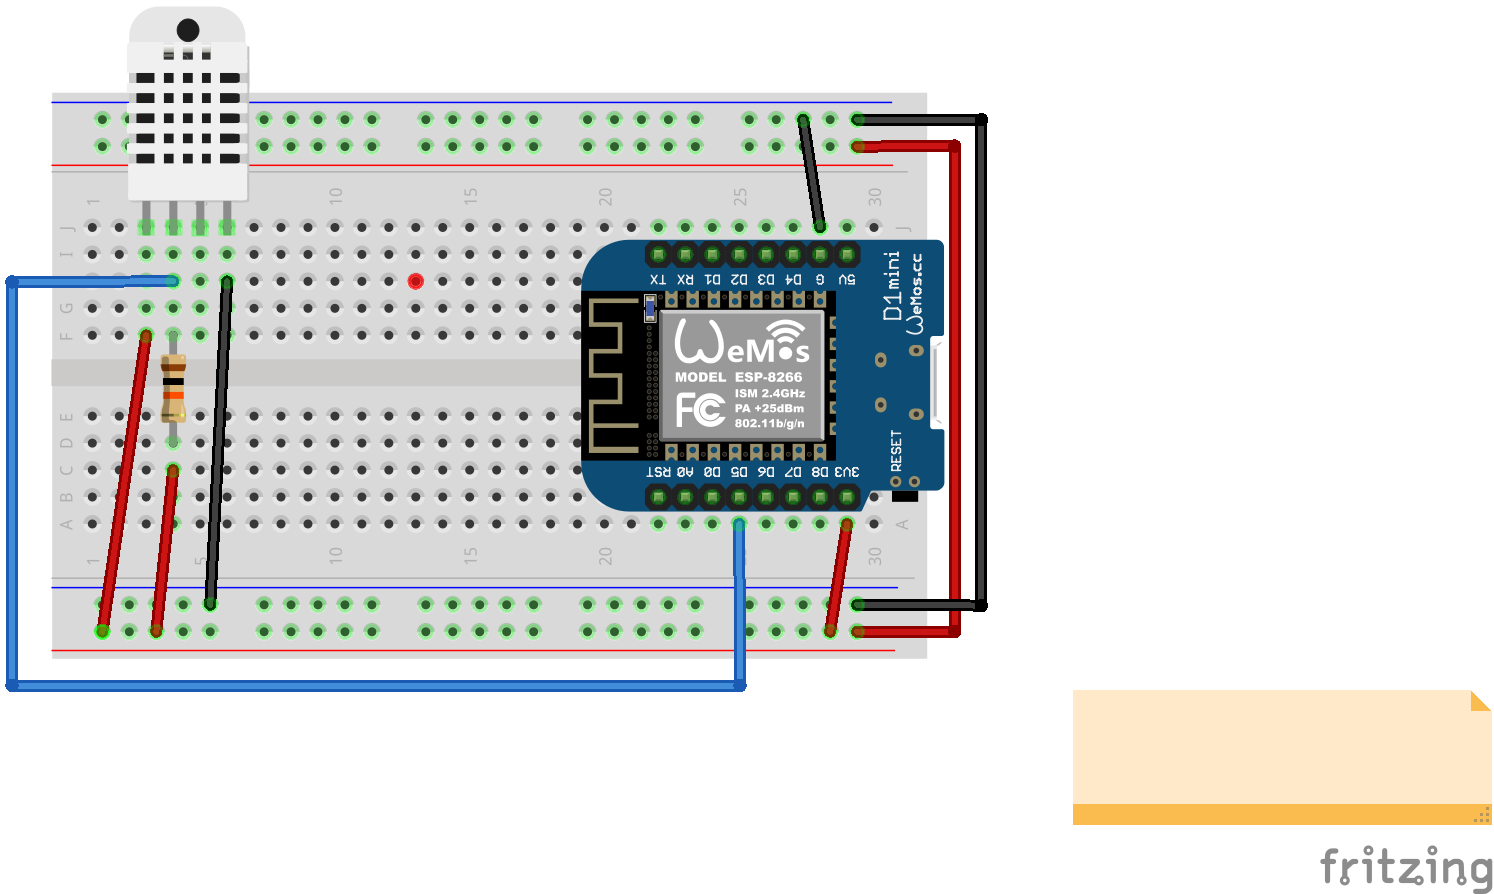 1
5
10
15
20
25
30
J
J
I
G
F
E
D
C
B
A
A
TX
RX
D1
D2
D3
D4
G
5V
D1 mini
WeMos.cc
WeMos
MODEL ESP-8266
ISM 2.4GHz
PA +25dBm
802.11b/g/n
FC
RESET
RST
A0
D0
D5
D6
D7
D8
3V3
1
5
10
15
20
30
fritzing